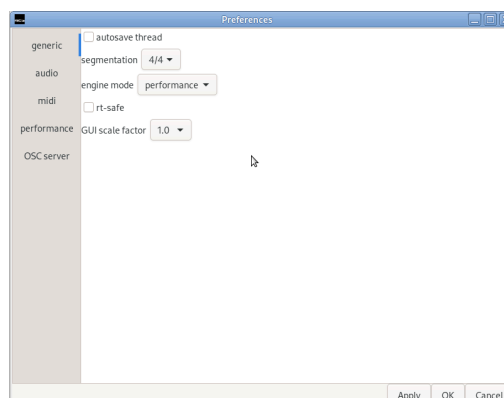 Preferences
generic
autosave thread
segmentation 4/4
audio
engine mode performance
midi
rt-safe
performance GUI scale factor 1.0
OSC server
Apply OK Cancel